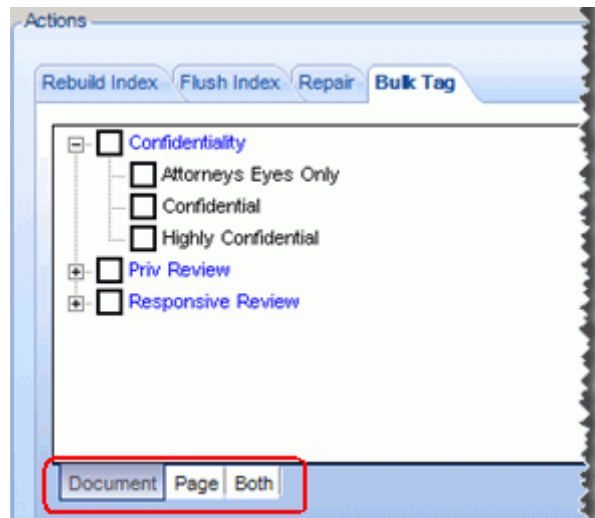 Actions
Rebuild Index Flush Index Repair Bulk Tag
Confidentiality
Attorneys Eyes Only
Confidential
Highly Confidential
Priv Review
Responsive Review
Document Page Both